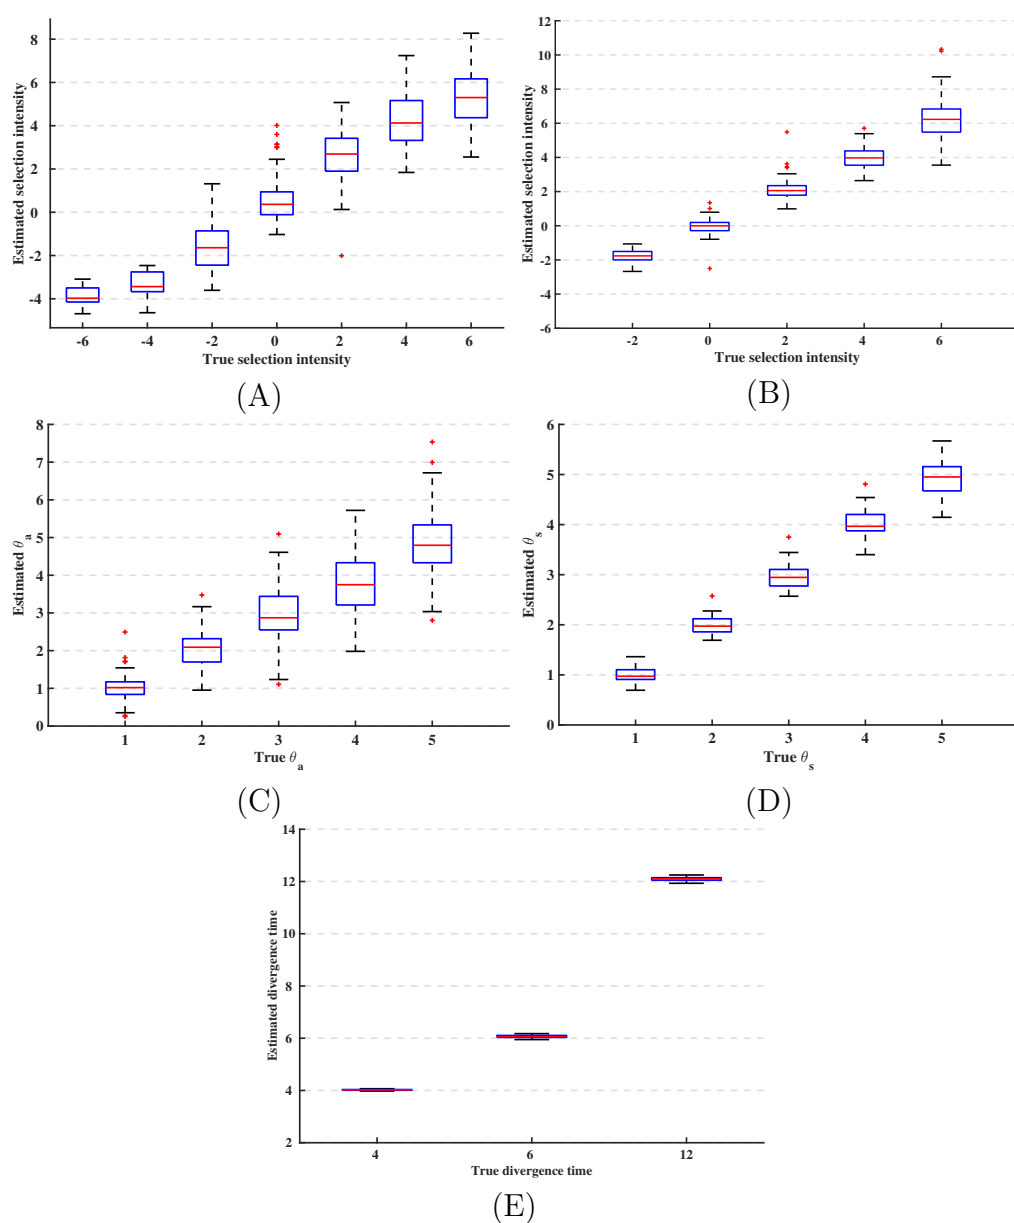 8
6
4
2
0
-2
-4
Estimated selection intensity
-6 -4 -2 0 2 4 6
True selection intensity
(A)
12
10
8
6
4
2
0
-2
-4
-6
Estimated selection intensity
-2 0 2 4 6
True selection intensity
(B)
8
7
6
5
4
3
2
1
0
Estimated θa
1 2 3 4 5
True θa
(C)
6
5
4
3
2
1
0
Estimated θs
1 2 3 4 5
True θs
(D)
14
12
10
8
6
4
2
Estimated divergence time
4 6 12
True divergence time
(E)